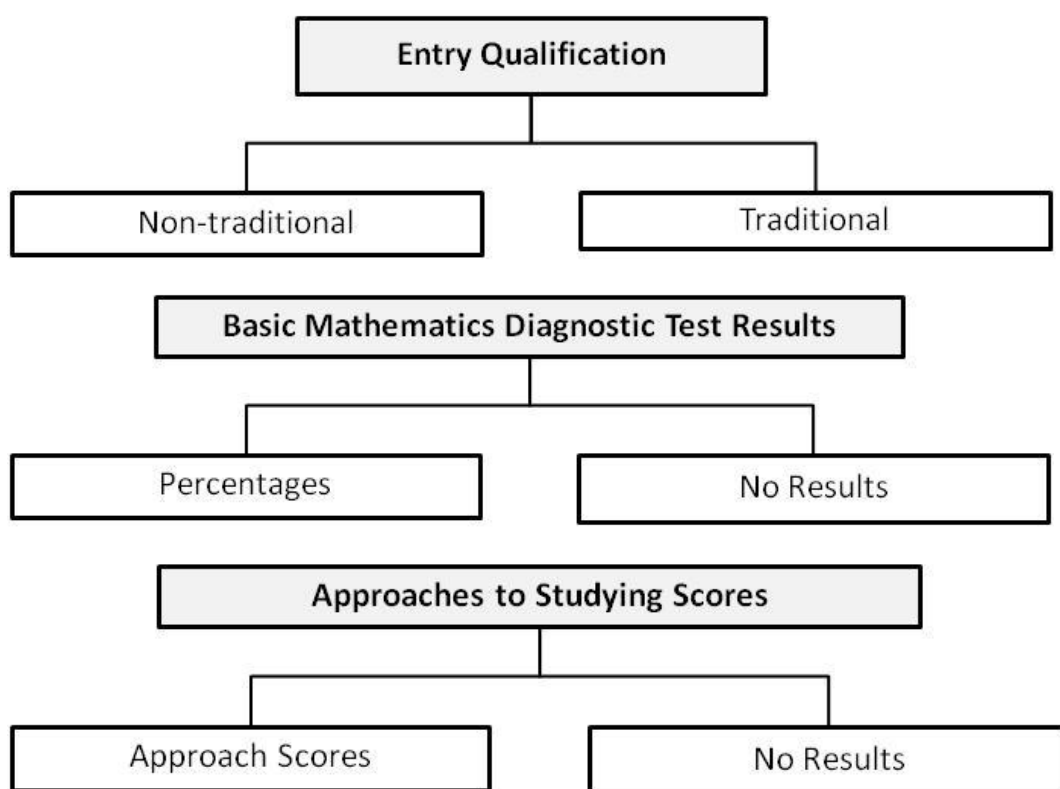 Entry Qualification
Non-traditional
Traditional
Basic Mathematics Diagnostic Test Results
Percentages
No Results
Approaches to Studying Scores
Approach Scores
No Results